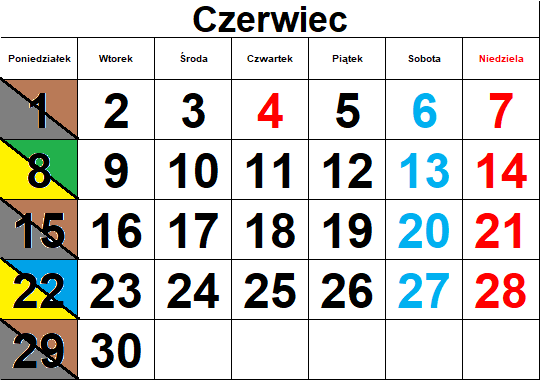 Czerwiec
Poniedziałek Wtorek Środa Czwartek Piątek Sobota Niedziela
1 2 3 4 5 6 7
8 9 10 11 12 13 14
15 16 17 18 19 20 21
22 23 24 25 26 27 28
29 30